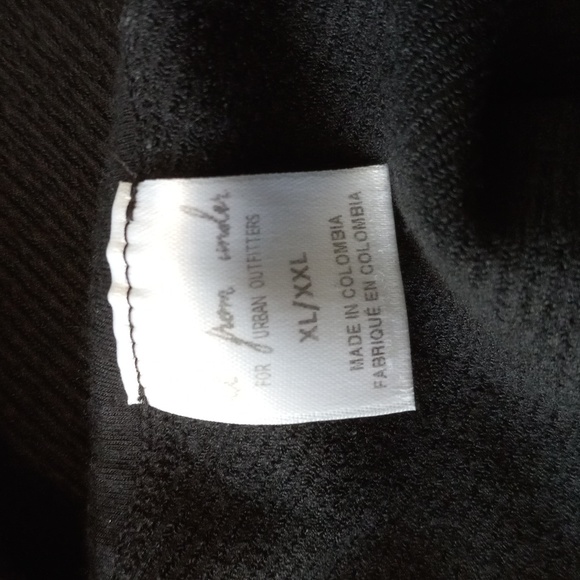 from under
FOR URBAN OUTFITTERS
XL/XXL
MADE IN COLOMBIA
FABRIQUÉ EN COLOMBIA